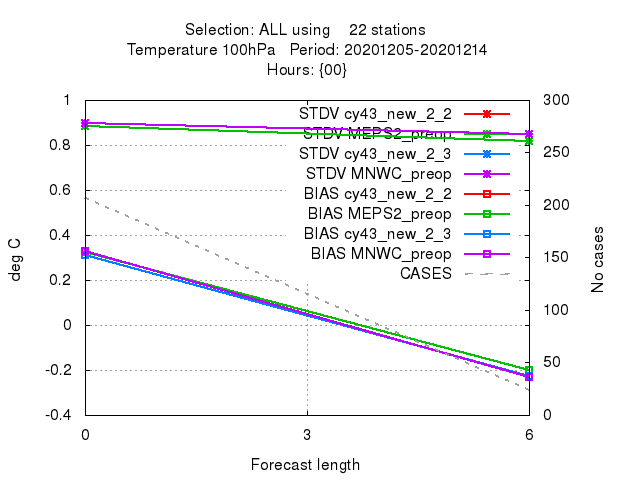 Selection: ALL using 22 stations
Temperature 100hPa Period: 20201205-20201214
Hours: {00}
1 300
STDV cy43_new_2_2
STDV MEPS2_preop
0.8 250
STDV cy43_new_2_3
STDV MNWC_preop
0.6 200
BIAS cy43_new_2_2
BIAS MEPS2_preop
0.4 150
BIAS cy43_new_2_3
BIAS MNWC_preop
deg C No cases
CASES
0.2 100
0 50
-0.2
-0.4 0
0 3 6
Forecast length